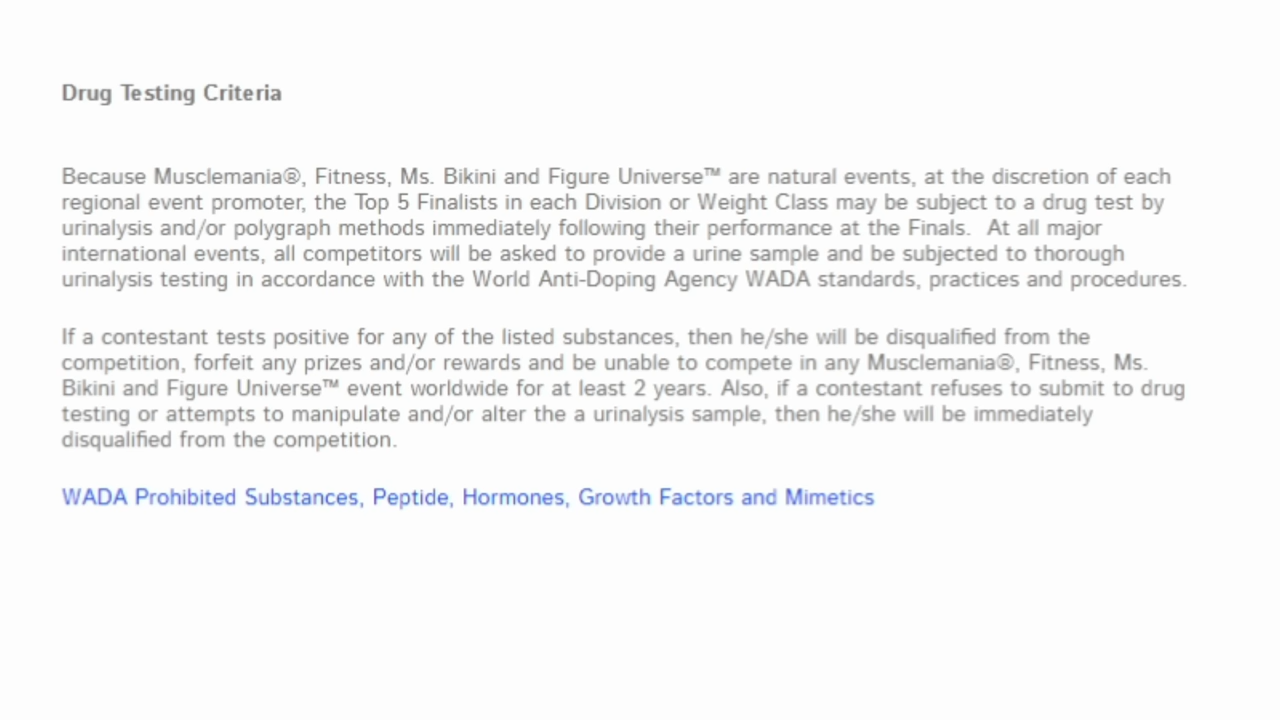 Drug Testing Criteria
Because Musclemania®, Fitness, Ms. Bikini and Figure Universe™ are natural events, at the discretion of each
regional event promoter, the Top 5 Finalists in each Division or Weight Class may be subject to a drug test by
urinalysis and/or polygraph methods immediately following their performance at the Finals.  At all major
international events, all competitors will be asked to provide a urine sample and be subjected to thorough
urinalysis testing in accordance with the World Anti-Doping Agency WADA standards, practices and procedures.
If a contestant tests positive for any of the listed substances, then he/she will be disqualified from the
competition, forfeit any prizes and/or rewards and be unable to compete in any Musclemania®, Fitness, Ms.
Bikini and Figure Universe™ event worldwide for at least 2 years. Also, if a contestant refuses to submit to drug
testing or attempts to manipulate and/or alter the a urinalysis sample, then he/she will be immediately
disqualified from the competition.
WADA Prohibited Substances, Peptide, Hormones, Growth Factors and Mimetics